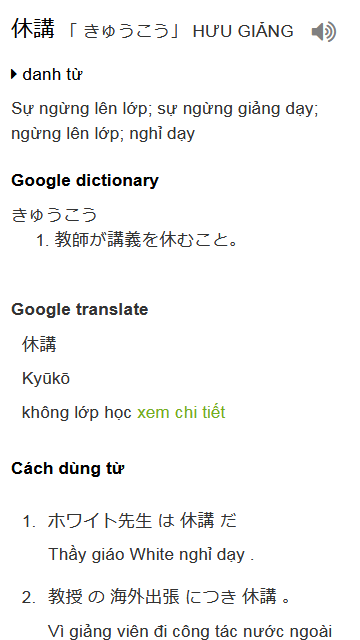 休講 「 きゅうこう」 HƯU GIẢNG
danh từ
Sự ngừng lên lớp; sự ngừng giảng dạy;
ngừng lên lớp; nghỉ dạy
Google dictionary
きゅうこう
1. 教師が講義を休むこと。
Google translate
休講
Kyūkō
không lớp học xem chi tiết
Cách dùng từ
1. ホワイト先生 は 休講 だ
Thầy giáo White nghỉ dạy .
2. 教授 の 海外出張 につき 休講 。
Vì giảng viên đi công tác nước ngoài